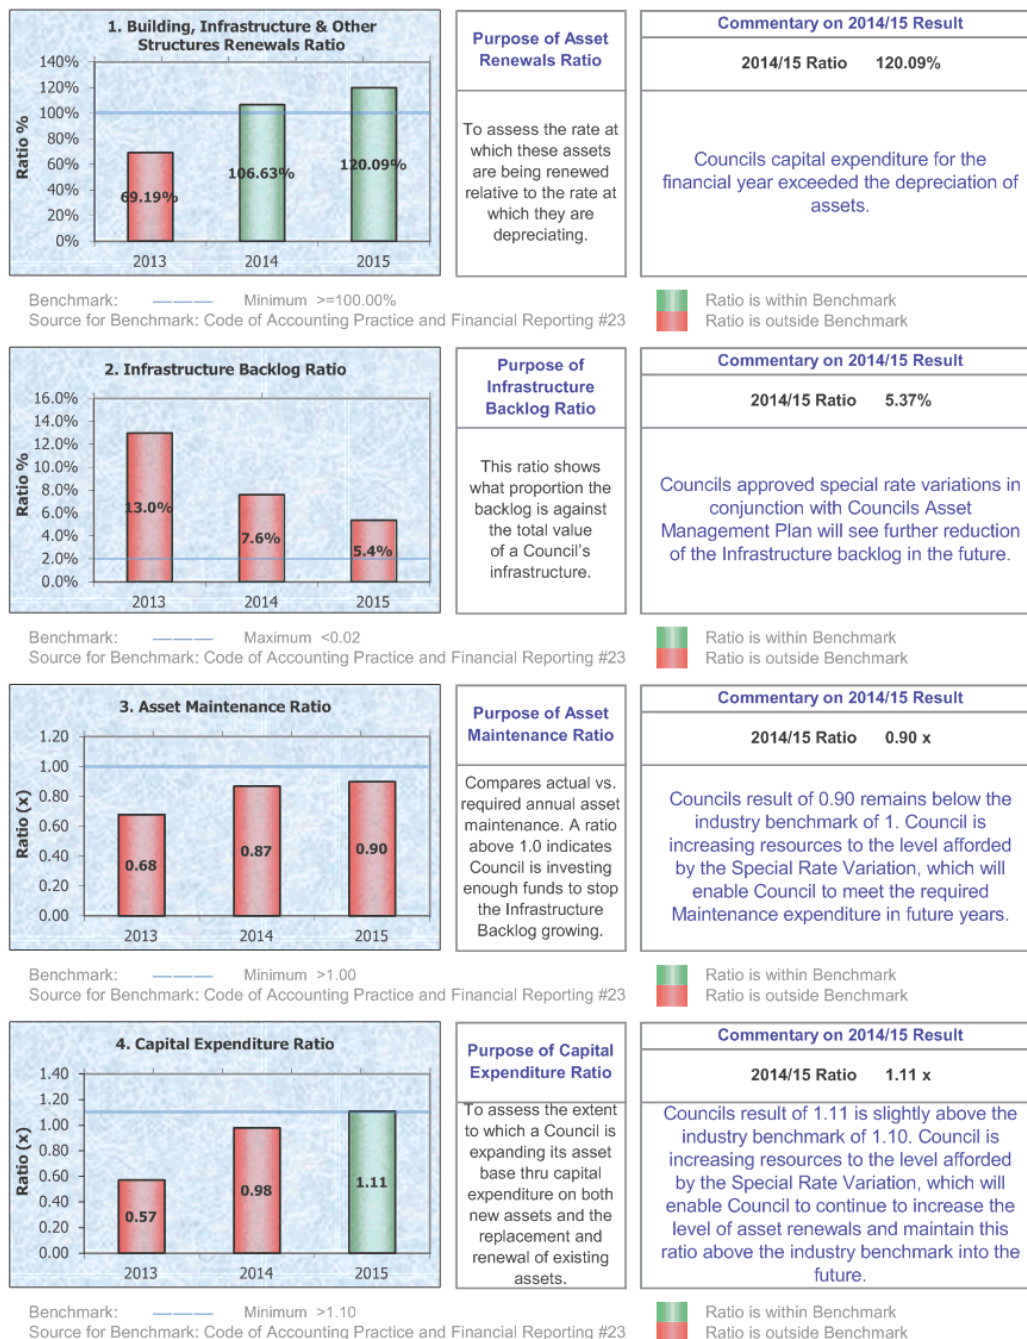 1. Building, Infrastructure & Other
Structures Renewals Ratio
140%
120%
100%
80%
60%
40%
20%
0%
Ratio %
69.19%
106.63%
120.09%
2013
2014
2015
Purpose of Asset
Renewals Ratio
To assess the rate at
which these assets
are being renewed
relative to the rate at
which they are
depreciating.
Commentary on 2014/15 Result
2014/15 Ratio 120.09%
Councils capital expenditure for the
financial year exceeded the depreciation of
assets.
Benchmark: Minimum >=100.00%
Source for Benchmark: Code of Accounting Practice and Financial Reporting #23
Ratio is within Benchmark
Ratio is outside Benchmark
2. Infrastructure Backlog Ratio
16.0%
14.0%
12.0%
10.0%
8.0%
6.0%
4.0%
2.0%
0.0%
Ratio %
13.0%
7.6%
5.4%
2013
2014
2015
Purpose of
Infrastructure
Backlog Ratio
This ratio shows
what proportion the
backlog is against
the total value
of a Council's
infrastructure.
Commentary on 2014/15 Result
2014/15 Ratio 5.37%
Councils approved special rate variations in
conjunction with Councils Asset
Management Plan will see further reduction
of the Infrastructure backlog in the future.
Benchmark: Maximum <0.02
Source for Benchmark: Code of Accounting Practice and Financial Reporting #23
Ratio is within Benchmark
Ratio is outside Benchmark
3. Asset Maintenance Ratio
1.20
1.00
0.80
0.60
0.40
0.20
0.00
Ratio (x)
0.68
0.87
0.90
2013
2014
2015
Purpose of Asset
Maintenance Ratio
Compares actual vs.
required annual asset
maintenance. A ratio
above 1.0 indicates
Council is investing
enough funds to stop
the Infrastructure
Backlog growing.
Commentary on 2014/15 Result
2014/15 Ratio 0.90 x
Councils result of 0.90 remains below the
industry benchmark of 1. Council is
increasing resources to the level afforded
by the Special Rate Variation, which will
enable Council to meet the required
Maintenance expenditure in future years.
Benchmark: Minimum >1.00
Source for Benchmark: Code of Accounting Practice and Financial Reporting #23
Ratio is within Benchmark
Ratio is outside Benchmark
4. Capital Expenditure Ratio
1.40
1.20
1.00
0.80
0.60
0.40
0.20
0.00
Ratio (x)
0.57
0.98
1.11
2013
2014
2015
Purpose of Capital
Expenditure Ratio
To assess the extent
to which a Council is
expanding its asset
base thru capital
expenditure on both
new assets and the
replacement and
renewal of existing
assets.
Commentary on 2014/15 Result
2014/15 Ratio 1.11 x
Councils result of 1.11 is slightly above the
industry benchmark of 1.10. Council is
increasing resources to the level afforded
by the Special Rate Variation, which will
enable Council to continue to increase the
level of asset renewals and maintain this
ratio above the industry benchmark into the
future.
Benchmark: Minimum >1.10
Source for Benchmark: Code of Accounting Practice and Financial Reporting #23
Ratio is within Benchmark
Ratio is outside Benchmark